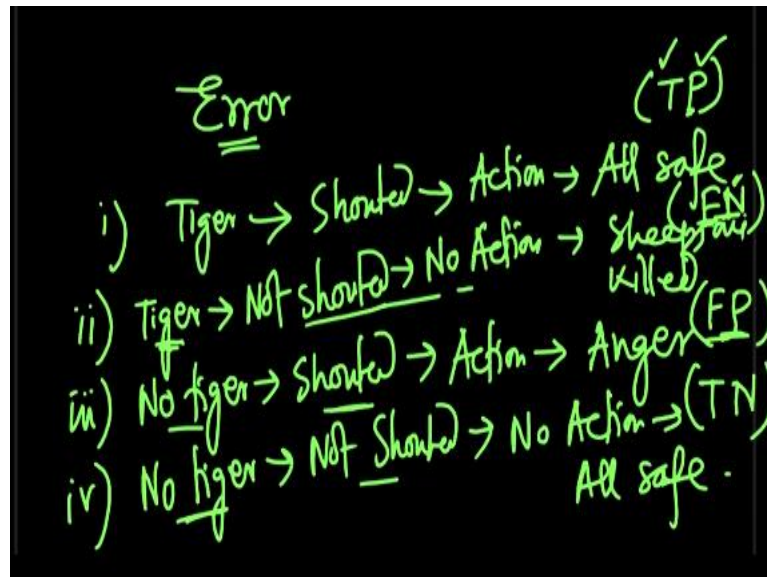 Error
(TP)
i) Tiger → Shouted → Action → All safe
(FN)
ii) Tiger → Not shouted → No Action → Sheep
killed
iii) No tiger → Shouted → Action → Anger (FP)
iv) No tiger → Not Shouted → No Action → (TN)
All safe.